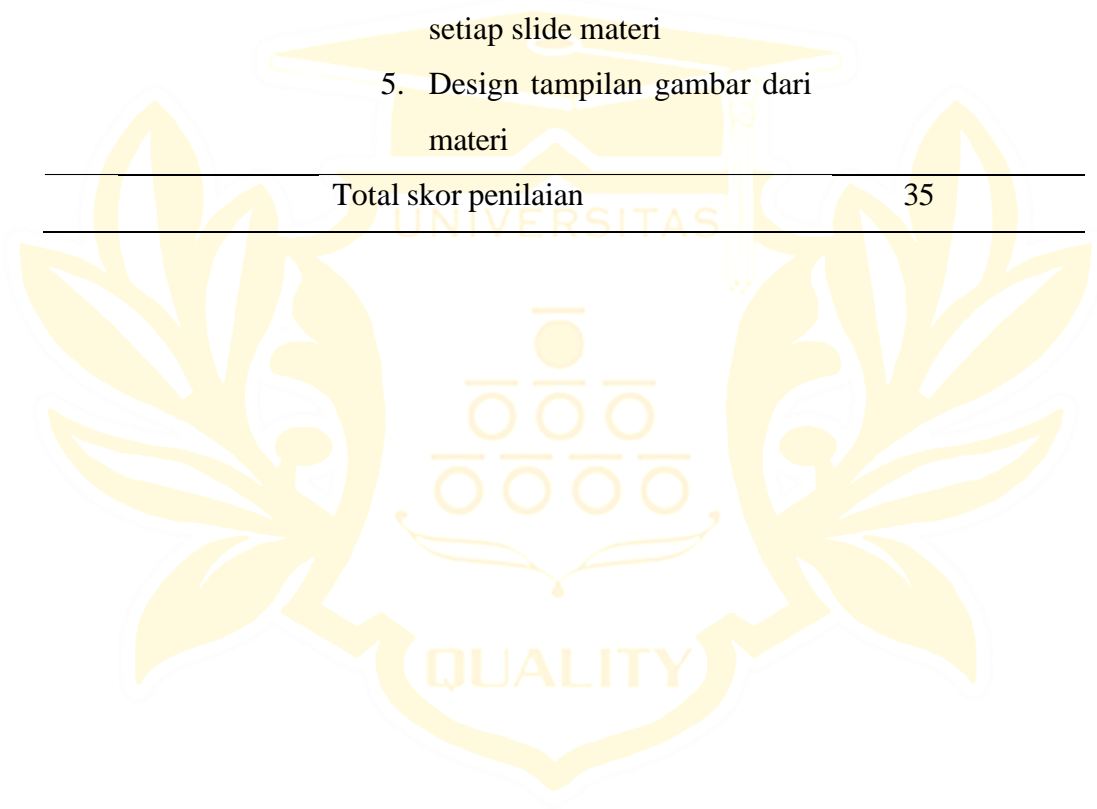 setiap slide materi
5. Design tampilan gambar dari
materi
Total skor penilaian 35
UNIVERSITAS
QUALITY